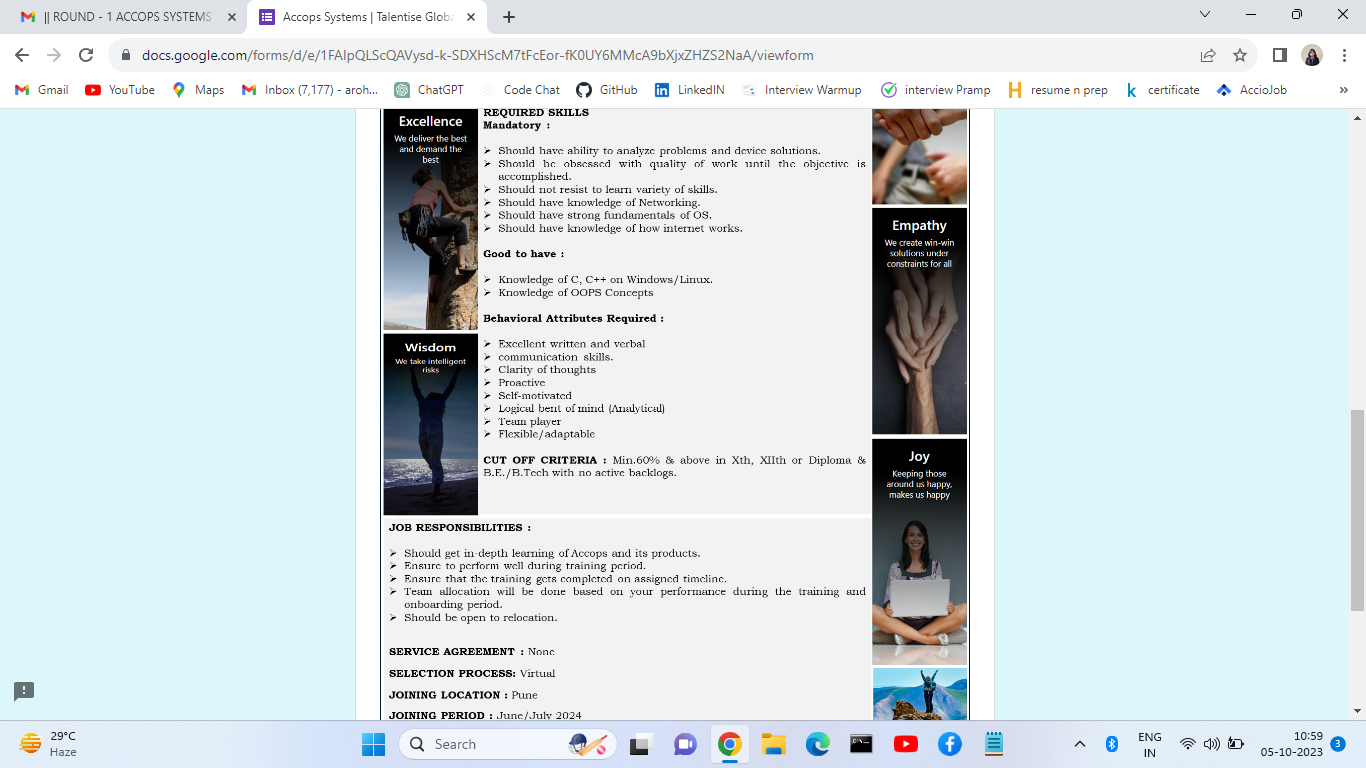 || ROUND - 1 ACCOPS SYSTEMS
Accops Systems | Talentise Globa
docs.google.com/forms/d/e/1FAIpQLScQAVysd-k-SDXHScM7tFcEor-fK0UY6MMcA9bXjxZHZS2NaA/viewform
Gmail
YouTube
Maps
Inbox (7,177) - aroh...
ChatGPT
Code Chat
GitHub
LinkedIN
Interview Warmup
interview Pramp
resume n prep
certificate
AccioJob
Excellence
We deliver the best
and demand the
best
Wisdom
We take intelligent
risks
REQUIRED SKILLS
Mandatory :
➢ Should have ability to analyze problems and device solutions.
➢ Should be obsessed with quality of work until the objective is
accomplished.
➢ Should not resist to learn variety of skills.
➢ Should have knowledge of Networking.
➢ Should have strong fundamentals of OS.
➢ Should have knowledge of how internet works.
Good to have :
➢ Knowledge of C, C++ on Windows/Linux.
➢ Knowledge of OOPS Concepts
Behavioral Attributes Required :
➢ Excellent written and verbal
➢ communication skills.
➢ Clarity of thoughts
➢ Proactive
➢ Self-motivated
➢ Logical bent of mind (Analytical)
➢ Team player
➢ Flexible/adaptable
CUT OFF CRITERIA : Min.60% & above in Xth, XIIth or Diploma &
B.E./B.Tech with no active backlogs.
Empathy
We create win-win
solutions under
constraints for all
Joy
Keeping those
around us happy,
makes us happy
JOB RESPONSIBILITIES :
➢ Should get in-depth learning of Accops and its products.
➢ Ensure to perform well during training period.
➢ Ensure that the training gets completed on assigned timeline.
➢ Team allocation will be done based on your performance during the training and
onboarding period.
➢ Should be open to relocation.
SERVICE AGREEMENT : None
SELECTION PROCESS: Virtual
JOINING LOCATION : Pune
JOINING PERIOD : June/July 2024
29°C
Haze
Search
ENG
IN
10:59
05-10-2023
3